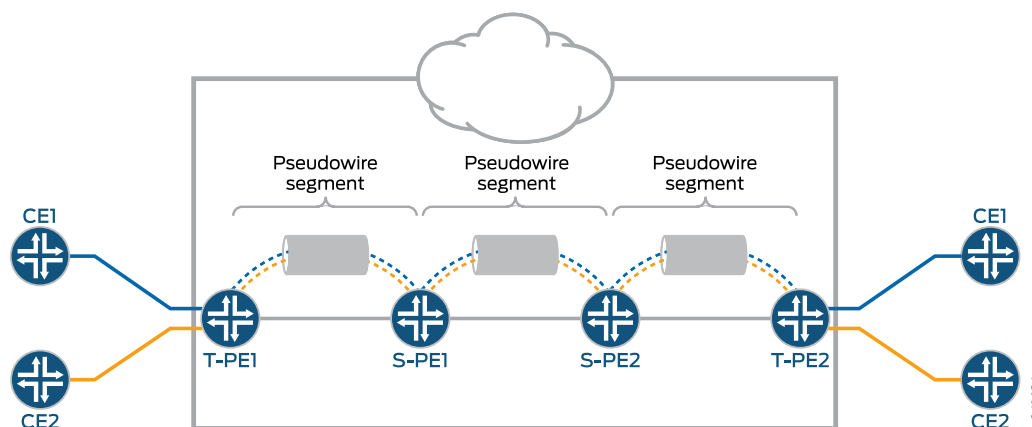 Pseudowire
segment
Pseudowire
segment
Pseudowire
segment
CE1
CE1
T-PE1
S-PE1
S-PE2
T-PE2
CE2
CE2